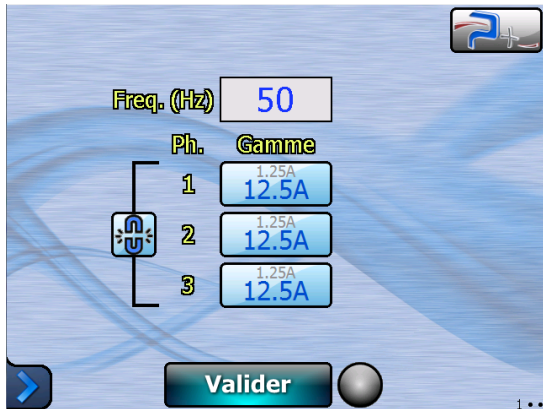 Freq. (Hz) 50
Ph. Gamme
1 1.25A
12.5A
2 1.25A
12.5A
3 1.25A
12.5A
Valider
1